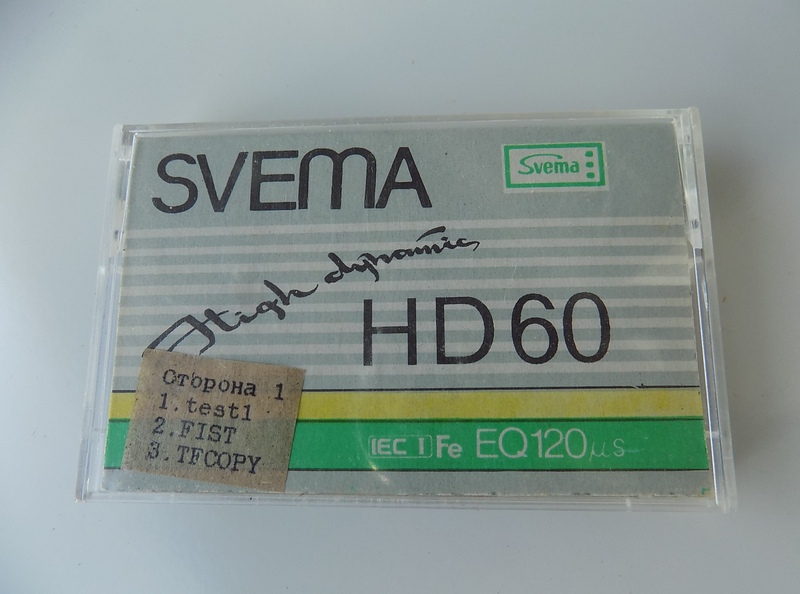 SVEMA
Svema
High dynamic
HD60
Сторона 1
1.test1
2.FIST
3.TFCOPY
IEC I Fe EQ120μs